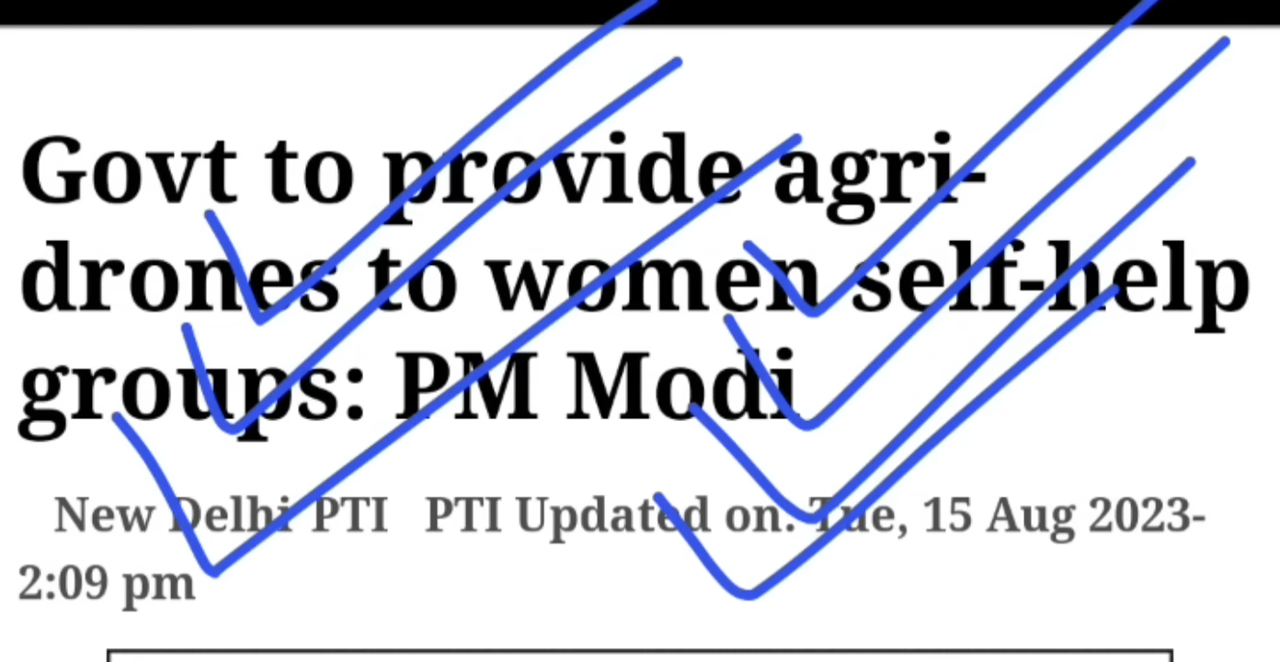 Govt to provide agri-
drones to women self-help
groups: PM Modi
New Delhi PTI PTI Updated on: Tue, 15 Aug 2023-
2:09 pm